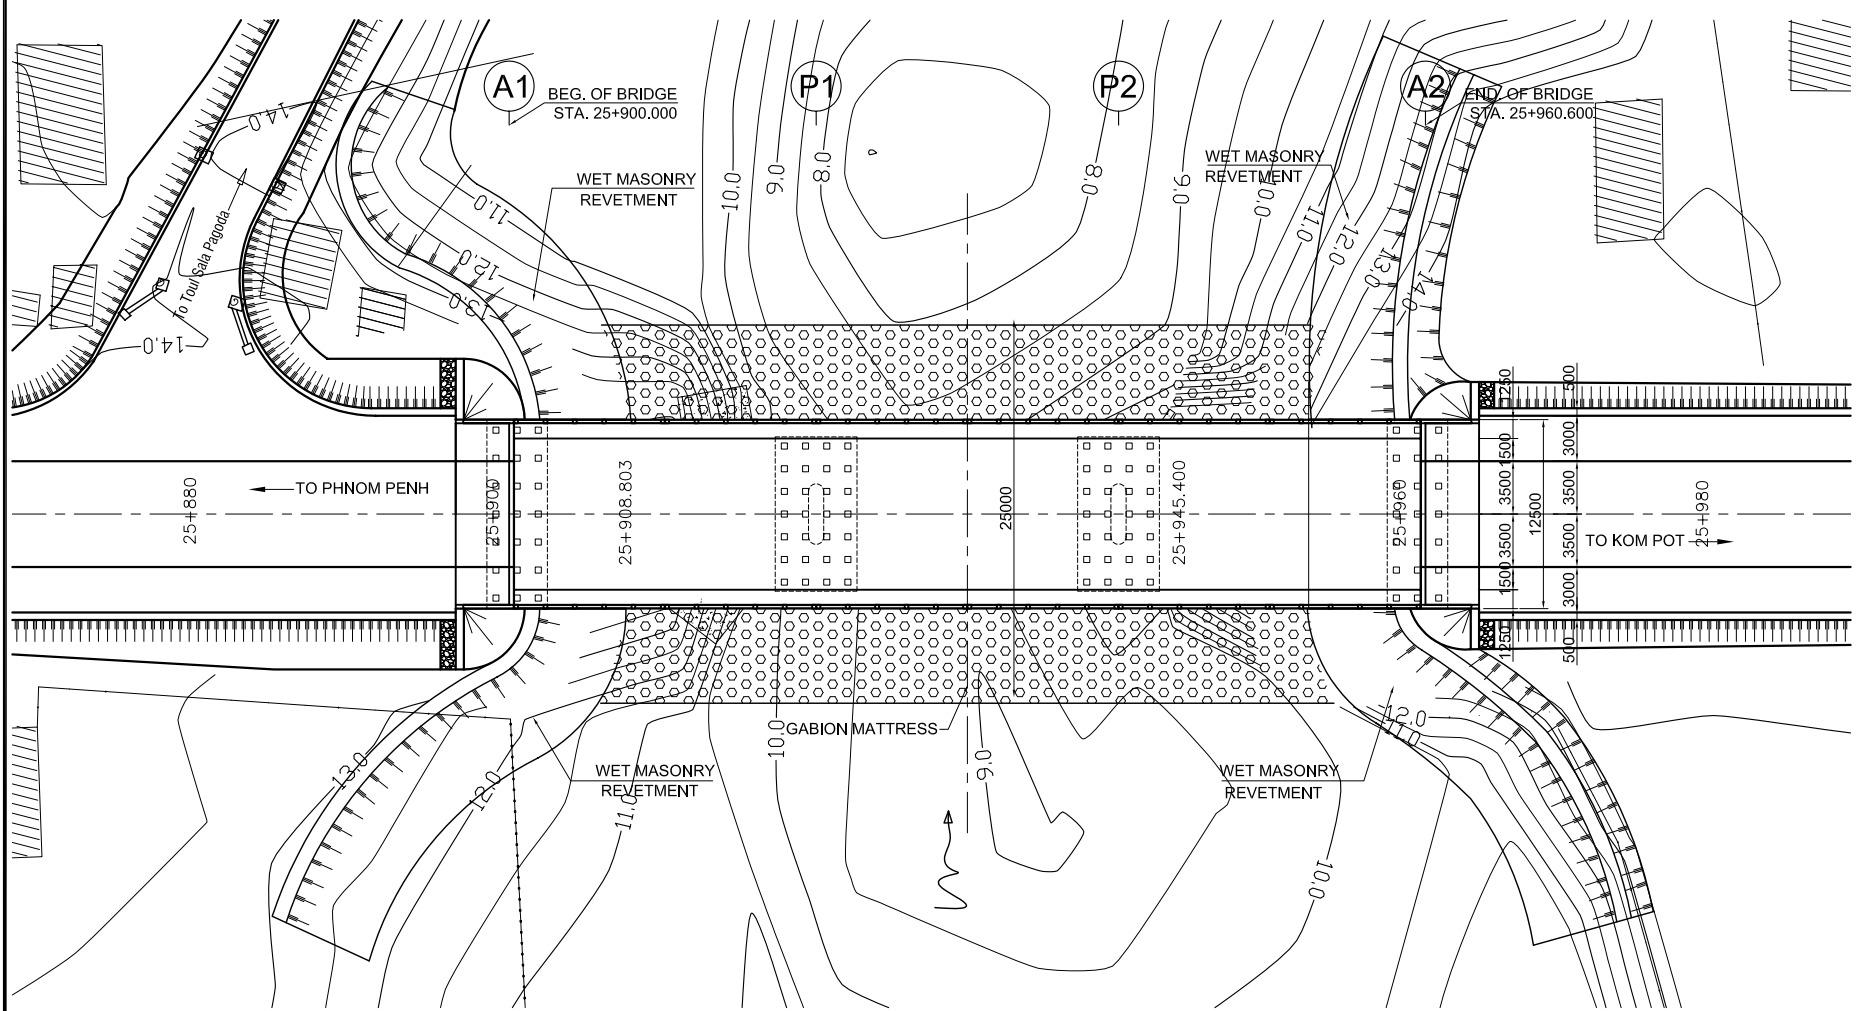 A1
BEG. OF BRIDGE
STA. 25+900.000
P1
P2
A2
END. OF BRIDGE
STA. 25+960.600
14.0
To Toul Sala Pagoda
14.0
WET MASONRY
REVETMENT
11.0
12.0
13.0
10.0
9.0
8.0
8.0
9.0
WET MASONRY
REVETMENT
10.0
11.0
12.0
13.0
14.0
25+880
TO PHNOM PENH
25+900
25+908.803
25000
25+945.400
25+960
1250
1500
3500
3500
1500
1250
12500
500
3000
3500
3500
3000
500
TO KOM POT
25+980
13.0
12.0
WET MASONRY
REVETMENT
11.0
10.0
GABION MATTRESS
9.0
WET MASONRY
REVETMENT
12.0
11.0
10.0